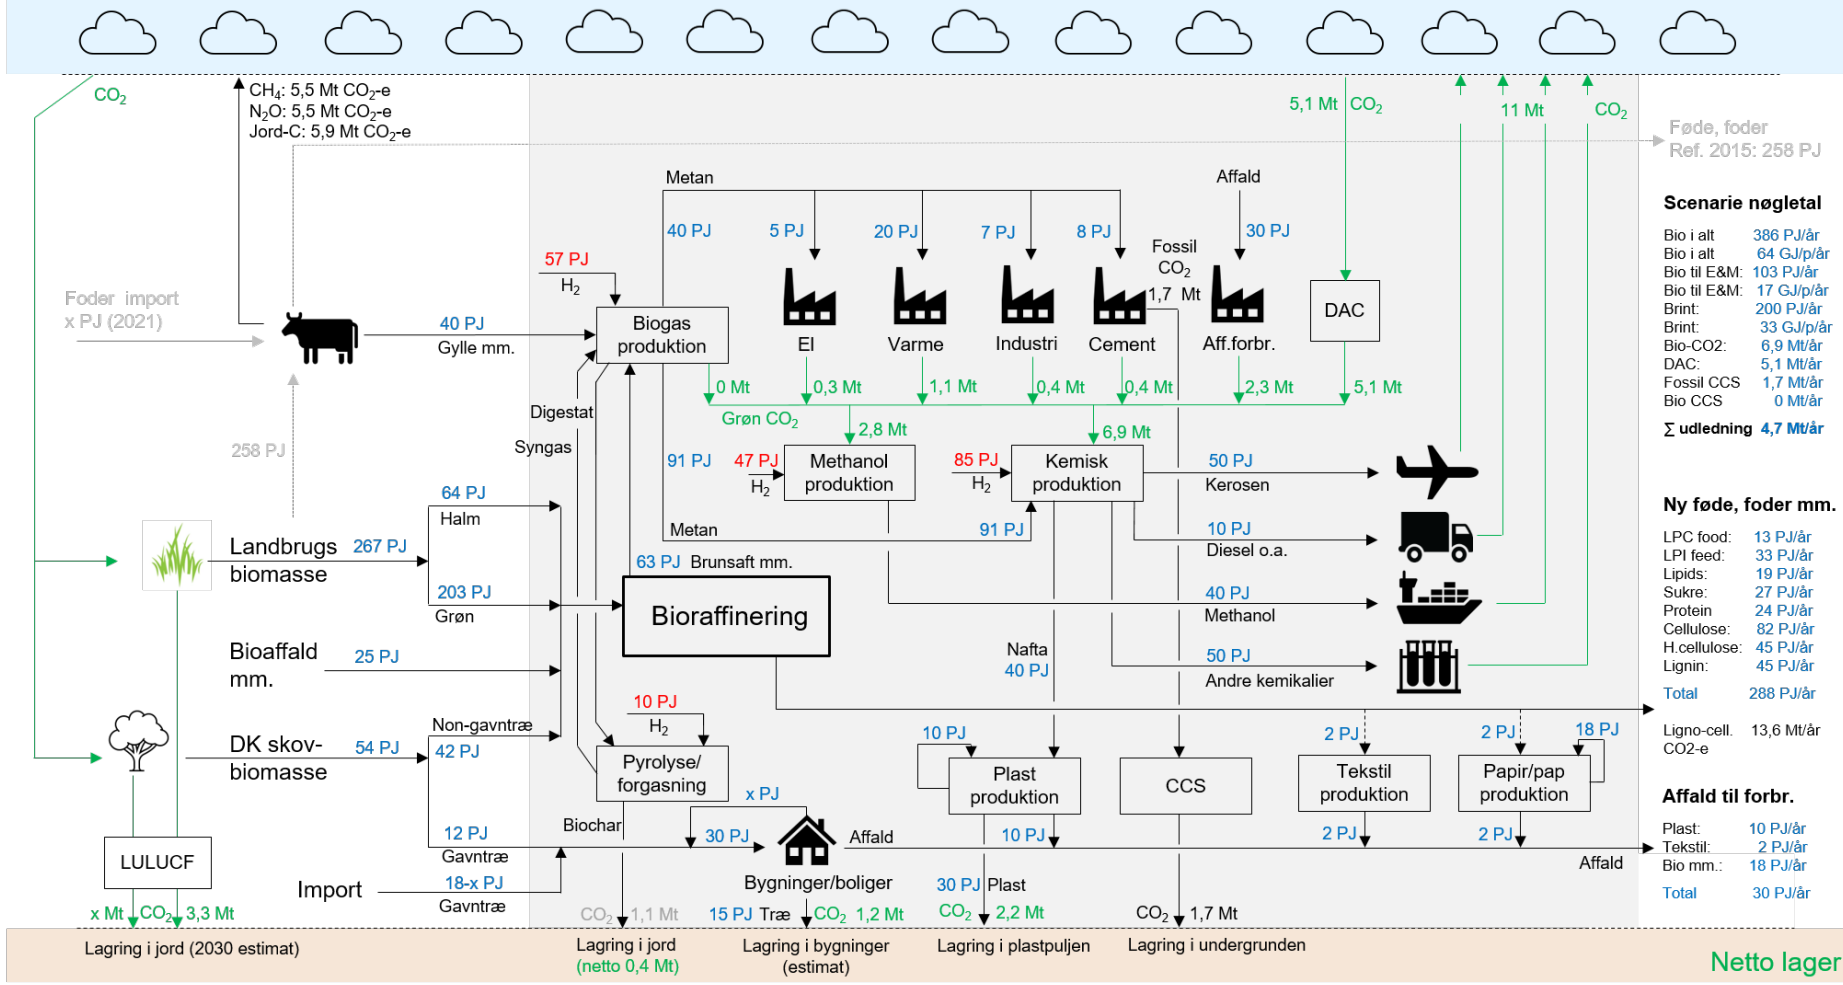 CO2
CH4: 5,5 Mt CO2-e
N2O: 5,5 Mt CO2-e
Jord-C: 5,9 Mt CO2-e
5,1 Mt CO2
11 Mt CO2
Føde, foder
Ref. 2015: 258 PJ
Metan
Affald
40 PJ
5 PJ
20 PJ
7 PJ
8 PJ
30 PJ
Fossil
CO2
1,7 Mt
57 PJ
H2
Foder import
x PJ (2021)
40 PJ
Gylle mm.
Biogas
produktion
El
Varme
Industri
Cement
Aff.forbr.
DAC
0 Mt
0,3 Mt
1,1 Mt
0,4 Mt
0,4 Mt
2,3 Mt
5,1 Mt
Grøn CO2
2,8 Mt
6,9 Mt
Digestat
Syngas
258 PJ
91 PJ
47 PJ
H2
Methanol
produktion
85 PJ
H2
Kemisk
produktion
50 PJ
Kerosen
64 PJ
Halm
Metan
91 PJ
10 PJ
Diesel o.a.
Landbrugs
biomasse
267 PJ
63 PJ Brunsaft mm.
203 PJ
Grøn
Bioraffinering
40 PJ
Methanol
Bioaffald
mm.
25 PJ
Nafta
40 PJ
50 PJ
Andre kemikalier
10 PJ
H2
Non-gavntræ
42 PJ
DK skov-
biomasse
54 PJ
Pyrolyse/
forgasning
10 PJ
Plast
produktion
CCS
2 PJ
Tekstil
produktion
2 PJ
18 PJ
Papir/pap
produktion
x PJ
Biochar
30 PJ
12 PJ
Gavntræ
Affald
10 PJ
2 PJ
2 PJ
Affald
LULUCF
Import
18-x PJ
Gavntræ
Bygninger/boliger
30 PJ Plast
x Mt CO2 3,3 Mt
CO2 1,1 Mt
15 PJ Træ CO2 1,2 Mt
CO2 2,2 Mt
CO2 1,7 Mt
Lagring i jord (2030 estimat)
Lagring i jord
(netto 0,4 Mt)
Lagring i bygninger
(estimat)
Lagring i plastpuljen
Lagring i undergrunden
Netto lager
Scenarie nøgletal
Bio i alt 386 PJ/år
Bio i alt 64 GJ/p/år
Bio til E&M: 103 PJ/år
Bio til E&M: 17 GJ/p/år
Brint: 200 PJ/år
Brint: 33 GJ/p/år
Bio-CO2: 6,9 Mt/år
DAC: 5,1 Mt/år
Fossil CCS 1,7 Mt/år
Bio CCS 0 Mt/år
∑ udledning 4,7 Mt/år
Ny føde, foder mm.
LPC food: 13 PJ/år
LPI feed: 33 PJ/år
Lipids: 19 PJ/år
Sukre: 27 PJ/år
Protein 24 PJ/år
Cellulose: 82 PJ/år
H.cellulose: 45 PJ/år
Lignin: 45 PJ/år
Total 288 PJ/år
Ligno-cell. 13,6 Mt/år
CO2-e
Affald til forbr.
Plast: 10 PJ/år
Tekstil: 2 PJ/år
Bio mm.: 18 PJ/år
Total 30 PJ/år